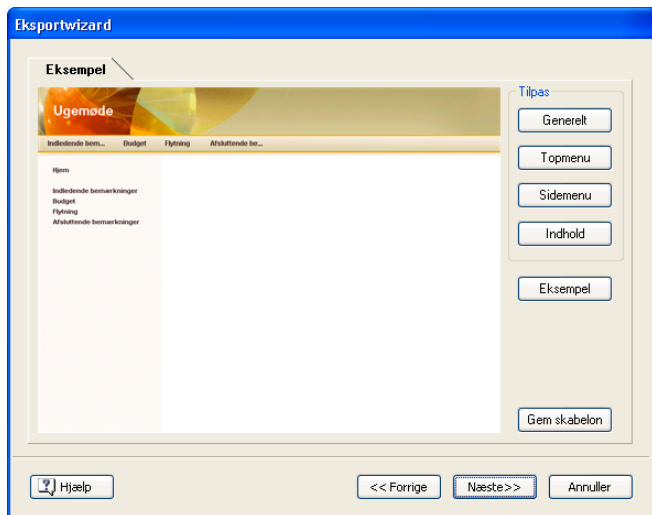 Eksportwizard
Eksempel
Ugemøde
Indledende bem... Budget Flytning Afsluttende be...
Hjem
Indledende bemærkninger
Budget
Flytning
Afsluttende bemærkninger
Tilpas
Generelt
Topmenu
Sidemenu
Indhold
Eksempel
Gem skabelon
Hjælp
<< Forrige
Næste>>
Annuller